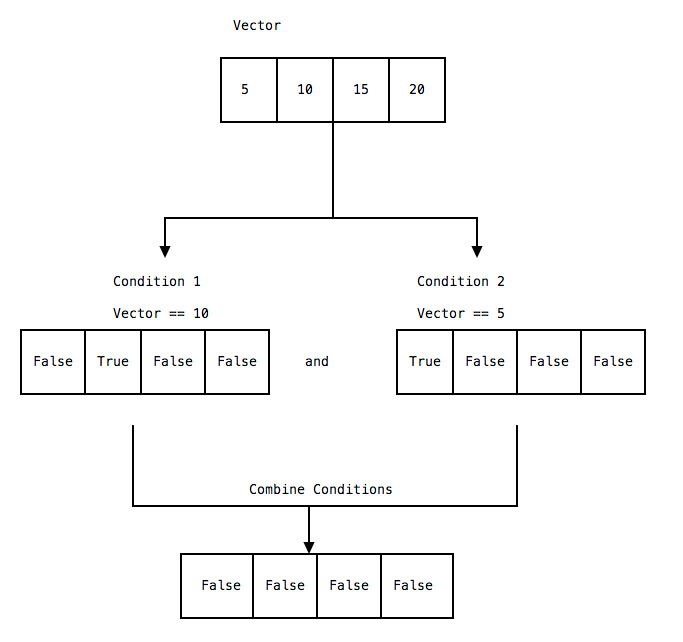 Vector
5 10 15 20
Condition 1
Vector == 10
Condition 2
Vector == 5
False True False False
and
True False False False
Combine Conditions
False False False False